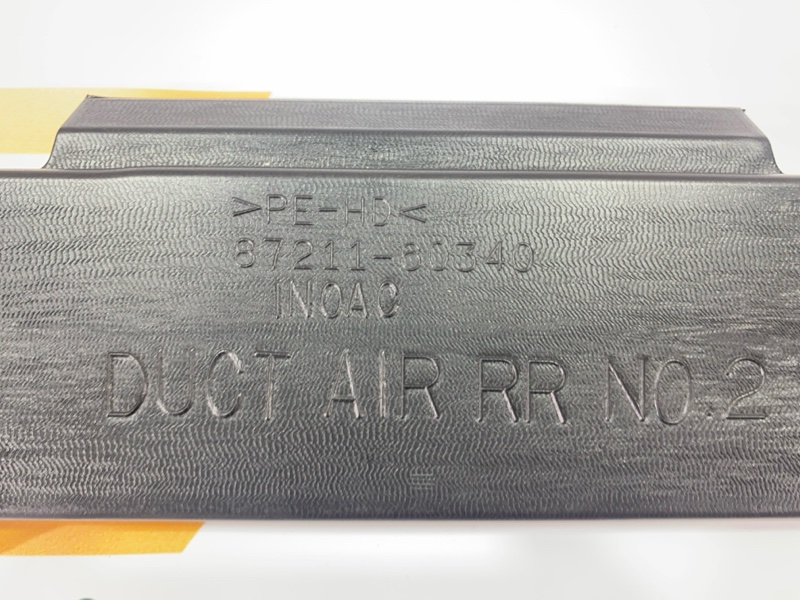 >PE-HD<
87211-60340
INOAC
DUCT AIR RR NO.2